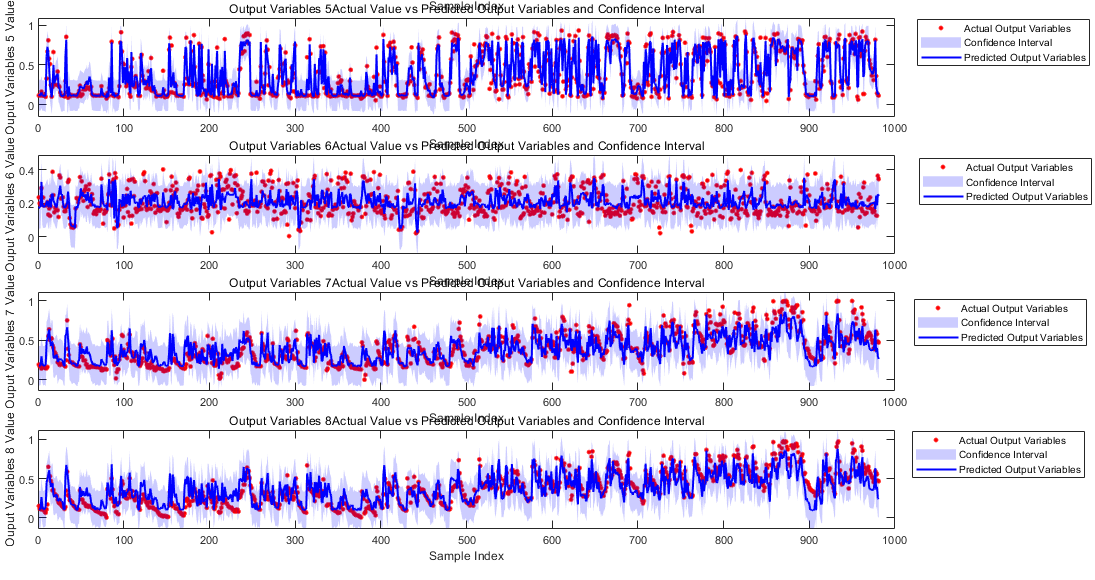 Sample Index
Output Variables 5Actual Value vs Predicted Output Variables and Confidence Interval
Ouput Variables 5 Value
1
0.5
0
0 100 200 300 400 500 600 700 800 900 1000
Actual Output Variables
Confidence Interval
Predicted Output Variables
Sample Index
Output Variables 6Actual Value vs Predicted Output Variables and Confidence Interval
Ouput Variables 6 Value
0.4
0.2
0
0 100 200 300 400 500 600 700 800 900 1000
Actual Output Variables
Confidence Interval
Predicted Output Variables
Sample Index
Output Variables 7Actual Value vs Predicted Output Variables and Confidence Interval
Ouput Variables 7 Value
1
0.5
0
0 100 200 300 400 500 600 700 800 900 1000
Actual Output Variables
Confidence Interval
Predicted Output Variables
Sample Index
Output Variables 8Actual Value vs Predicted Output Variables and Confidence Interval
Ouput Variables 8 Value
1
0.5
0
0 100 200 300 400 500 600 700 800 900 1000
Sample Index
Actual Output Variables
Confidence Interval
Predicted Output Variables